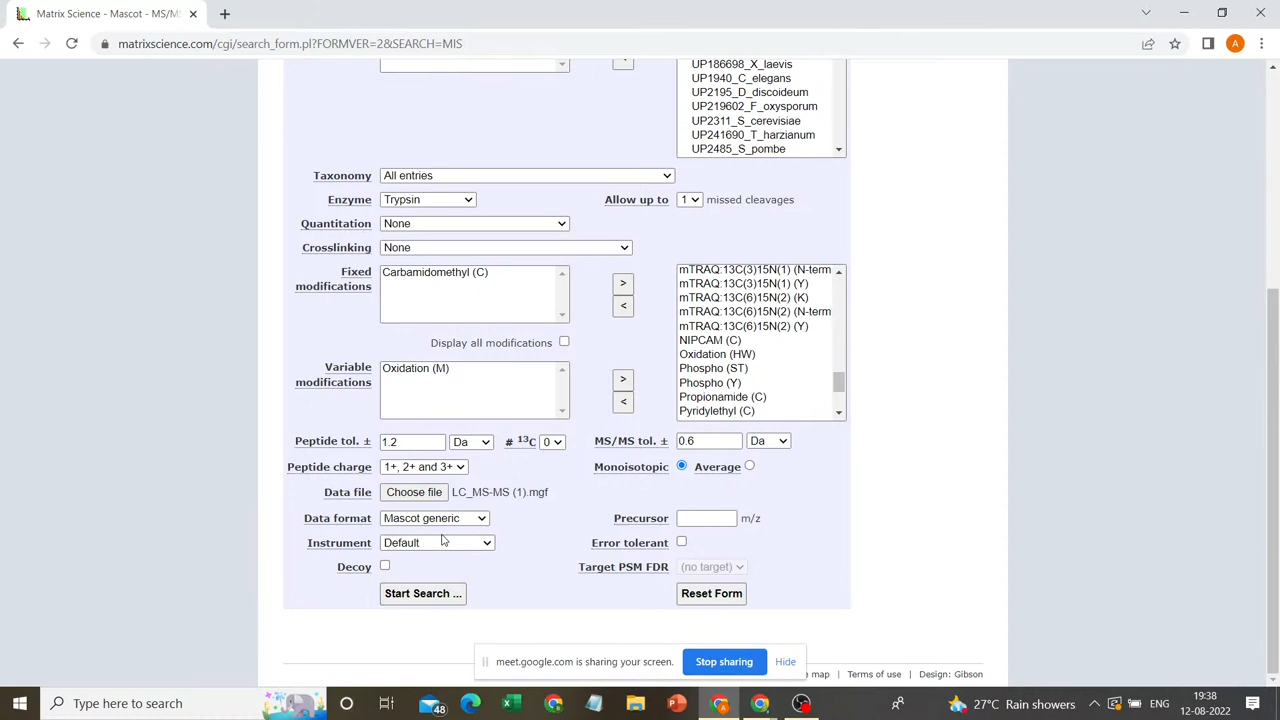 Matrix Science - Mascot - MS/MS
matrixscience.com/cgi/search_form.pl?FORMVER=2&SEARCH=MIS
A
UP186698_X_laevis
UP1940_C_elegans
UP2195_D_discoideum
UP219602_F_oxysporum
UP2311_S_cerevisiae
UP241690_T_harzianum
UP2485_S_pombe
Taxonomy All entries
Enzyme Trypsin Allow up to 1 missed cleavages
Quantitation None
Crosslinking None
Fixed modifications Carbamidomethyl (C) > <
mTRAQ:13C(3)15N(1) (N-term
mTRAQ:13C(3)15N(1) (Y)
mTRAQ:13C(6)15N(2) (K)
mTRAQ:13C(6)15N(2) (N-term
mTRAQ:13C(6)15N(2) (Y)
NIPCAM (C)
Oxidation (HW)
Phospho (ST)
Phospho (Y)
Propionamide (C)
Pyridylethyl (C)
Display all modifications
Variable modifications Oxidation (M) > <
Peptide tol. ± 1.2 Da # 13C 0 MS/MS tol. ± 0.6 Da
Peptide charge 1+, 2+ and 3+ Monoisotopic Average
Data file Choose file LC_MS-MS (1).mgf
Data format Mascot generic Precursor m/z
Instrument Default Error tolerant
Decoy Target PSM FDR (no target)
Start Search ... Reset Form
meet.google.com is sharing your screen. Stop sharing Hide
map | Terms of use | Design: Gibson
Type here to search 48 27°C Rain showers ENG 19:38
12-08-2022